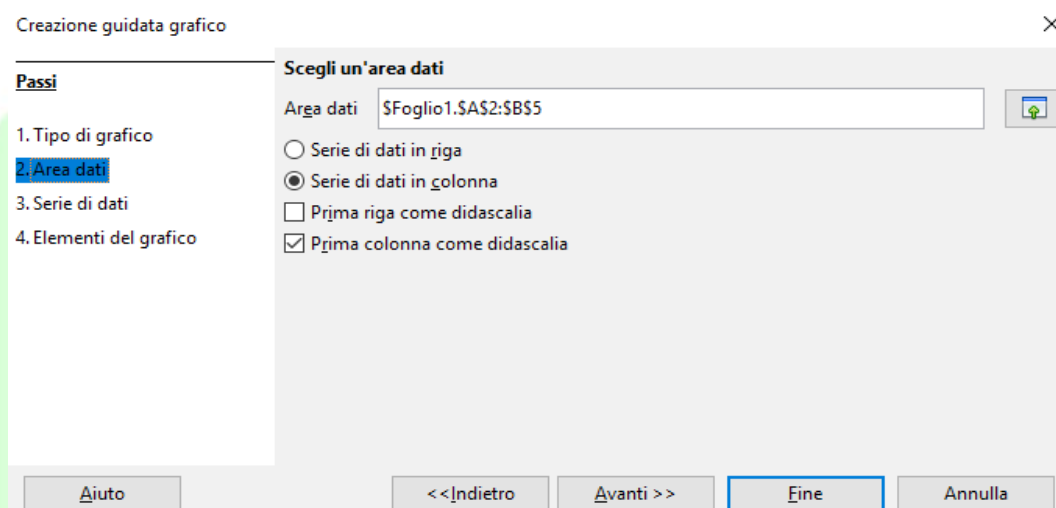 Creazione guidata grafico
Passi
1. Tipo di grafico
2. Area dati
3. Serie di dati
4. Elementi del grafico
Scegli un'area dati
Area dati $Foglio1.$A$2:$B$5
Serie di dati in riga
Serie di dati in colonna
Prima riga come didascalia
Prima colonna come didascalia
Aiuto <<Indietro Avanti >> Fine Annulla